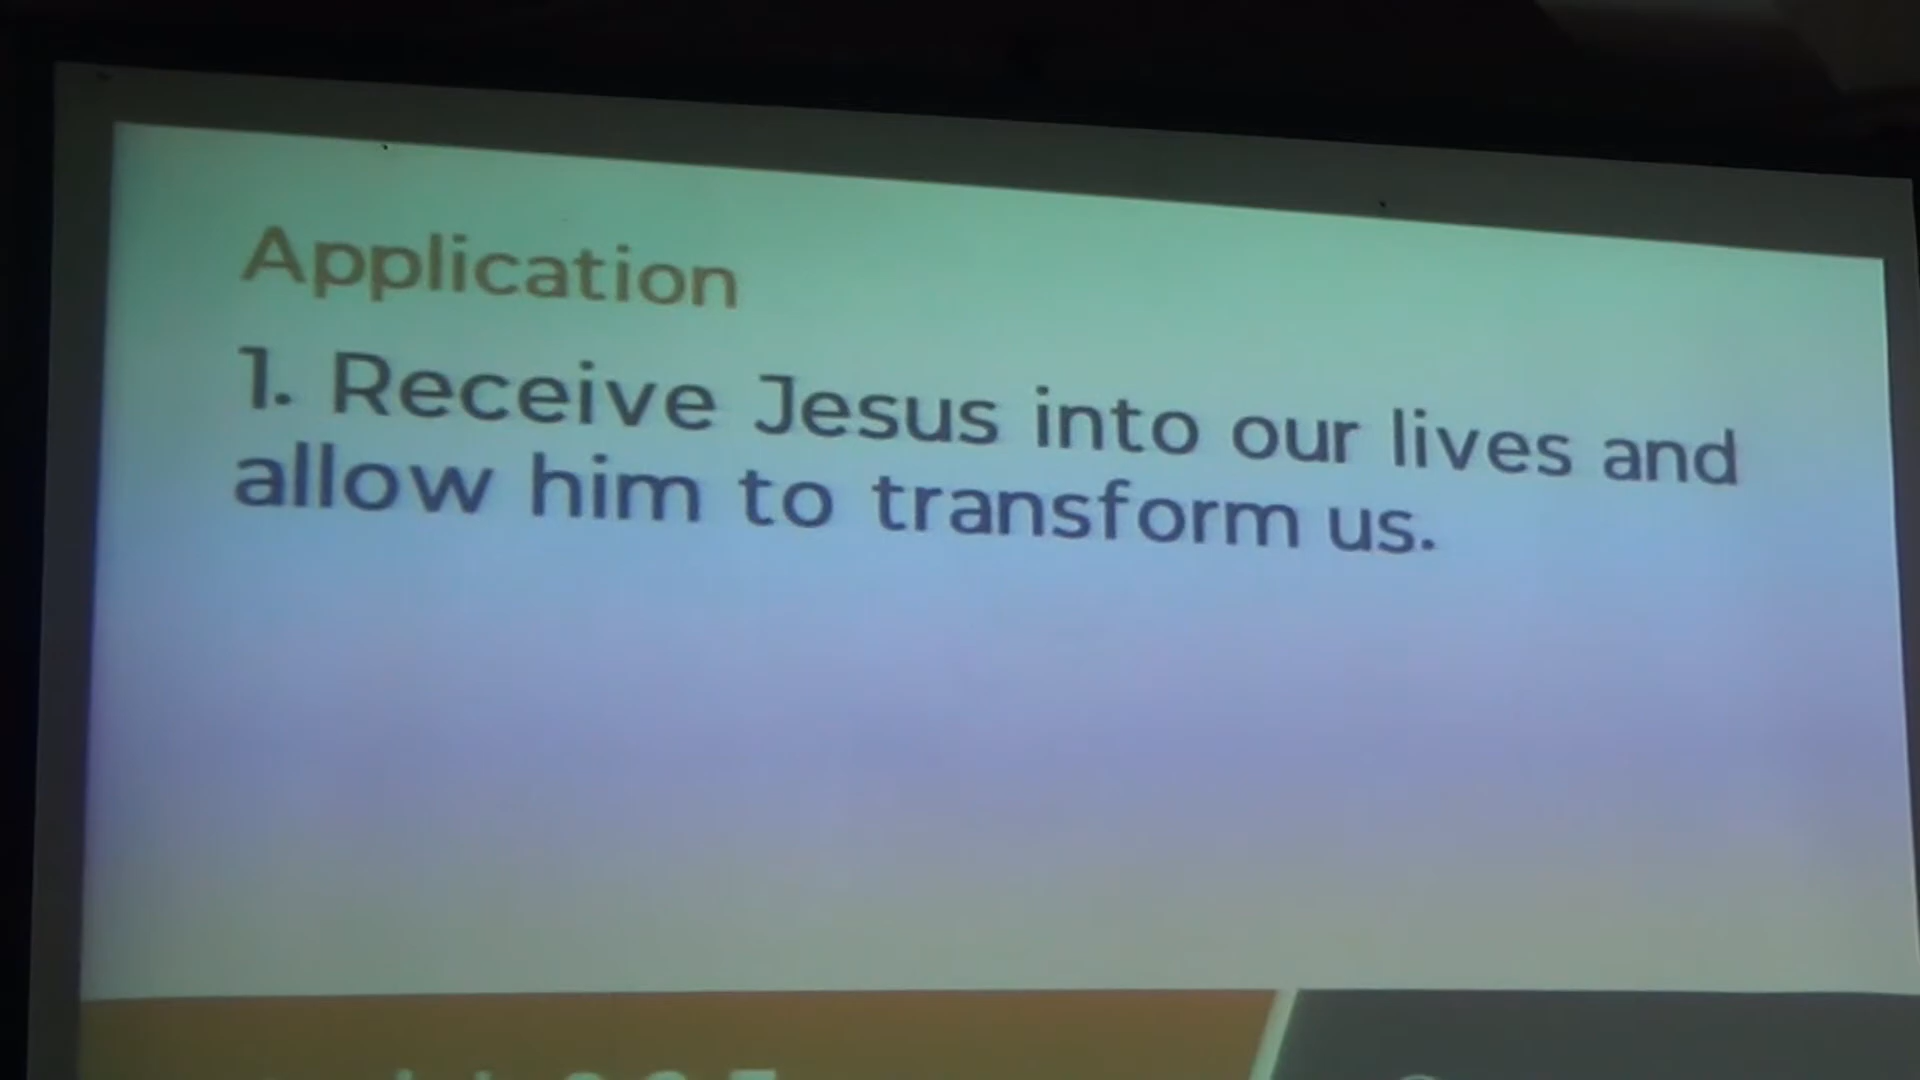 Application
1. Receive Jesus into our lives and
allow him to transform us.